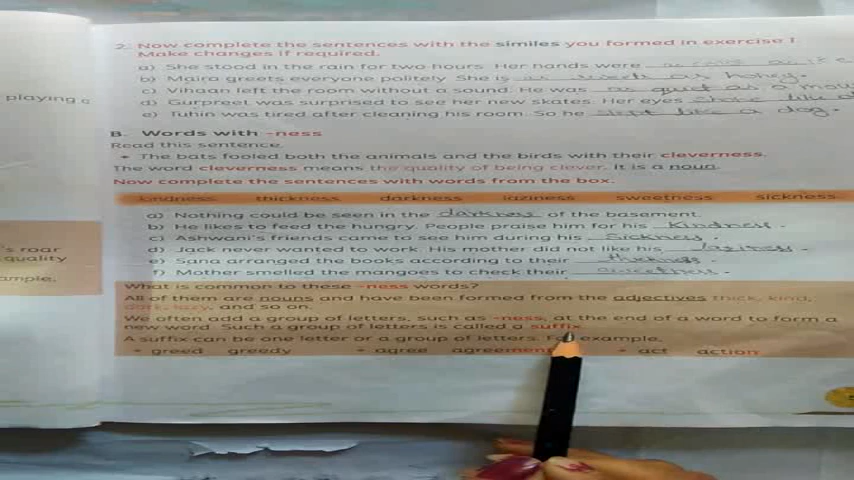 2. Now complete the sentences with the similes you formed in exercise 1
Make changes if required.
a) She stood in the rain for two hours. Her hands were as cold as ice
b) Maira greets everyone politely. She is as sweet as honey.
playing
c) Vihaan left the room without a sound. He was as quiet as a mou
d) Gurpreet was surprised to see her new skates. Her eyes shone like
e) Tuhin was tired after cleaning his room. So he slept like a dog.
B. Words with -ness
Read this sentence.
• The bats fooled both the animals and the birds with their cleverness.
The word cleverness means the quality of being clever. It is a noun.
Now complete the sentences with words from the box.
kindness thickness darkness laziness sweetness sickness
a) Nothing could be seen in the darkness of the basement.
b) He likes to feed the hungry. People praise him for his kindness.
c) Ashwani's friends came to see him during his sickness
's roar
d) Jack never wanted to work. His mother did not like his laziness.
quality
e) Sana arranged the books according to their thickness.
ample,
f) Mother smelled the mangoes to check their sweetness.
What is common to these -ness words?
All of them are nouns and have been formed from the adjectives thick, kind,
dark, lazy, and so on.
We often add a group of letters, such as -ness, at the end of a word to form a
new word. Such a group of letters is called a suffix
A suffix can be one letter or a group of letters. For example,
• greed greedy • agree agreement • act action